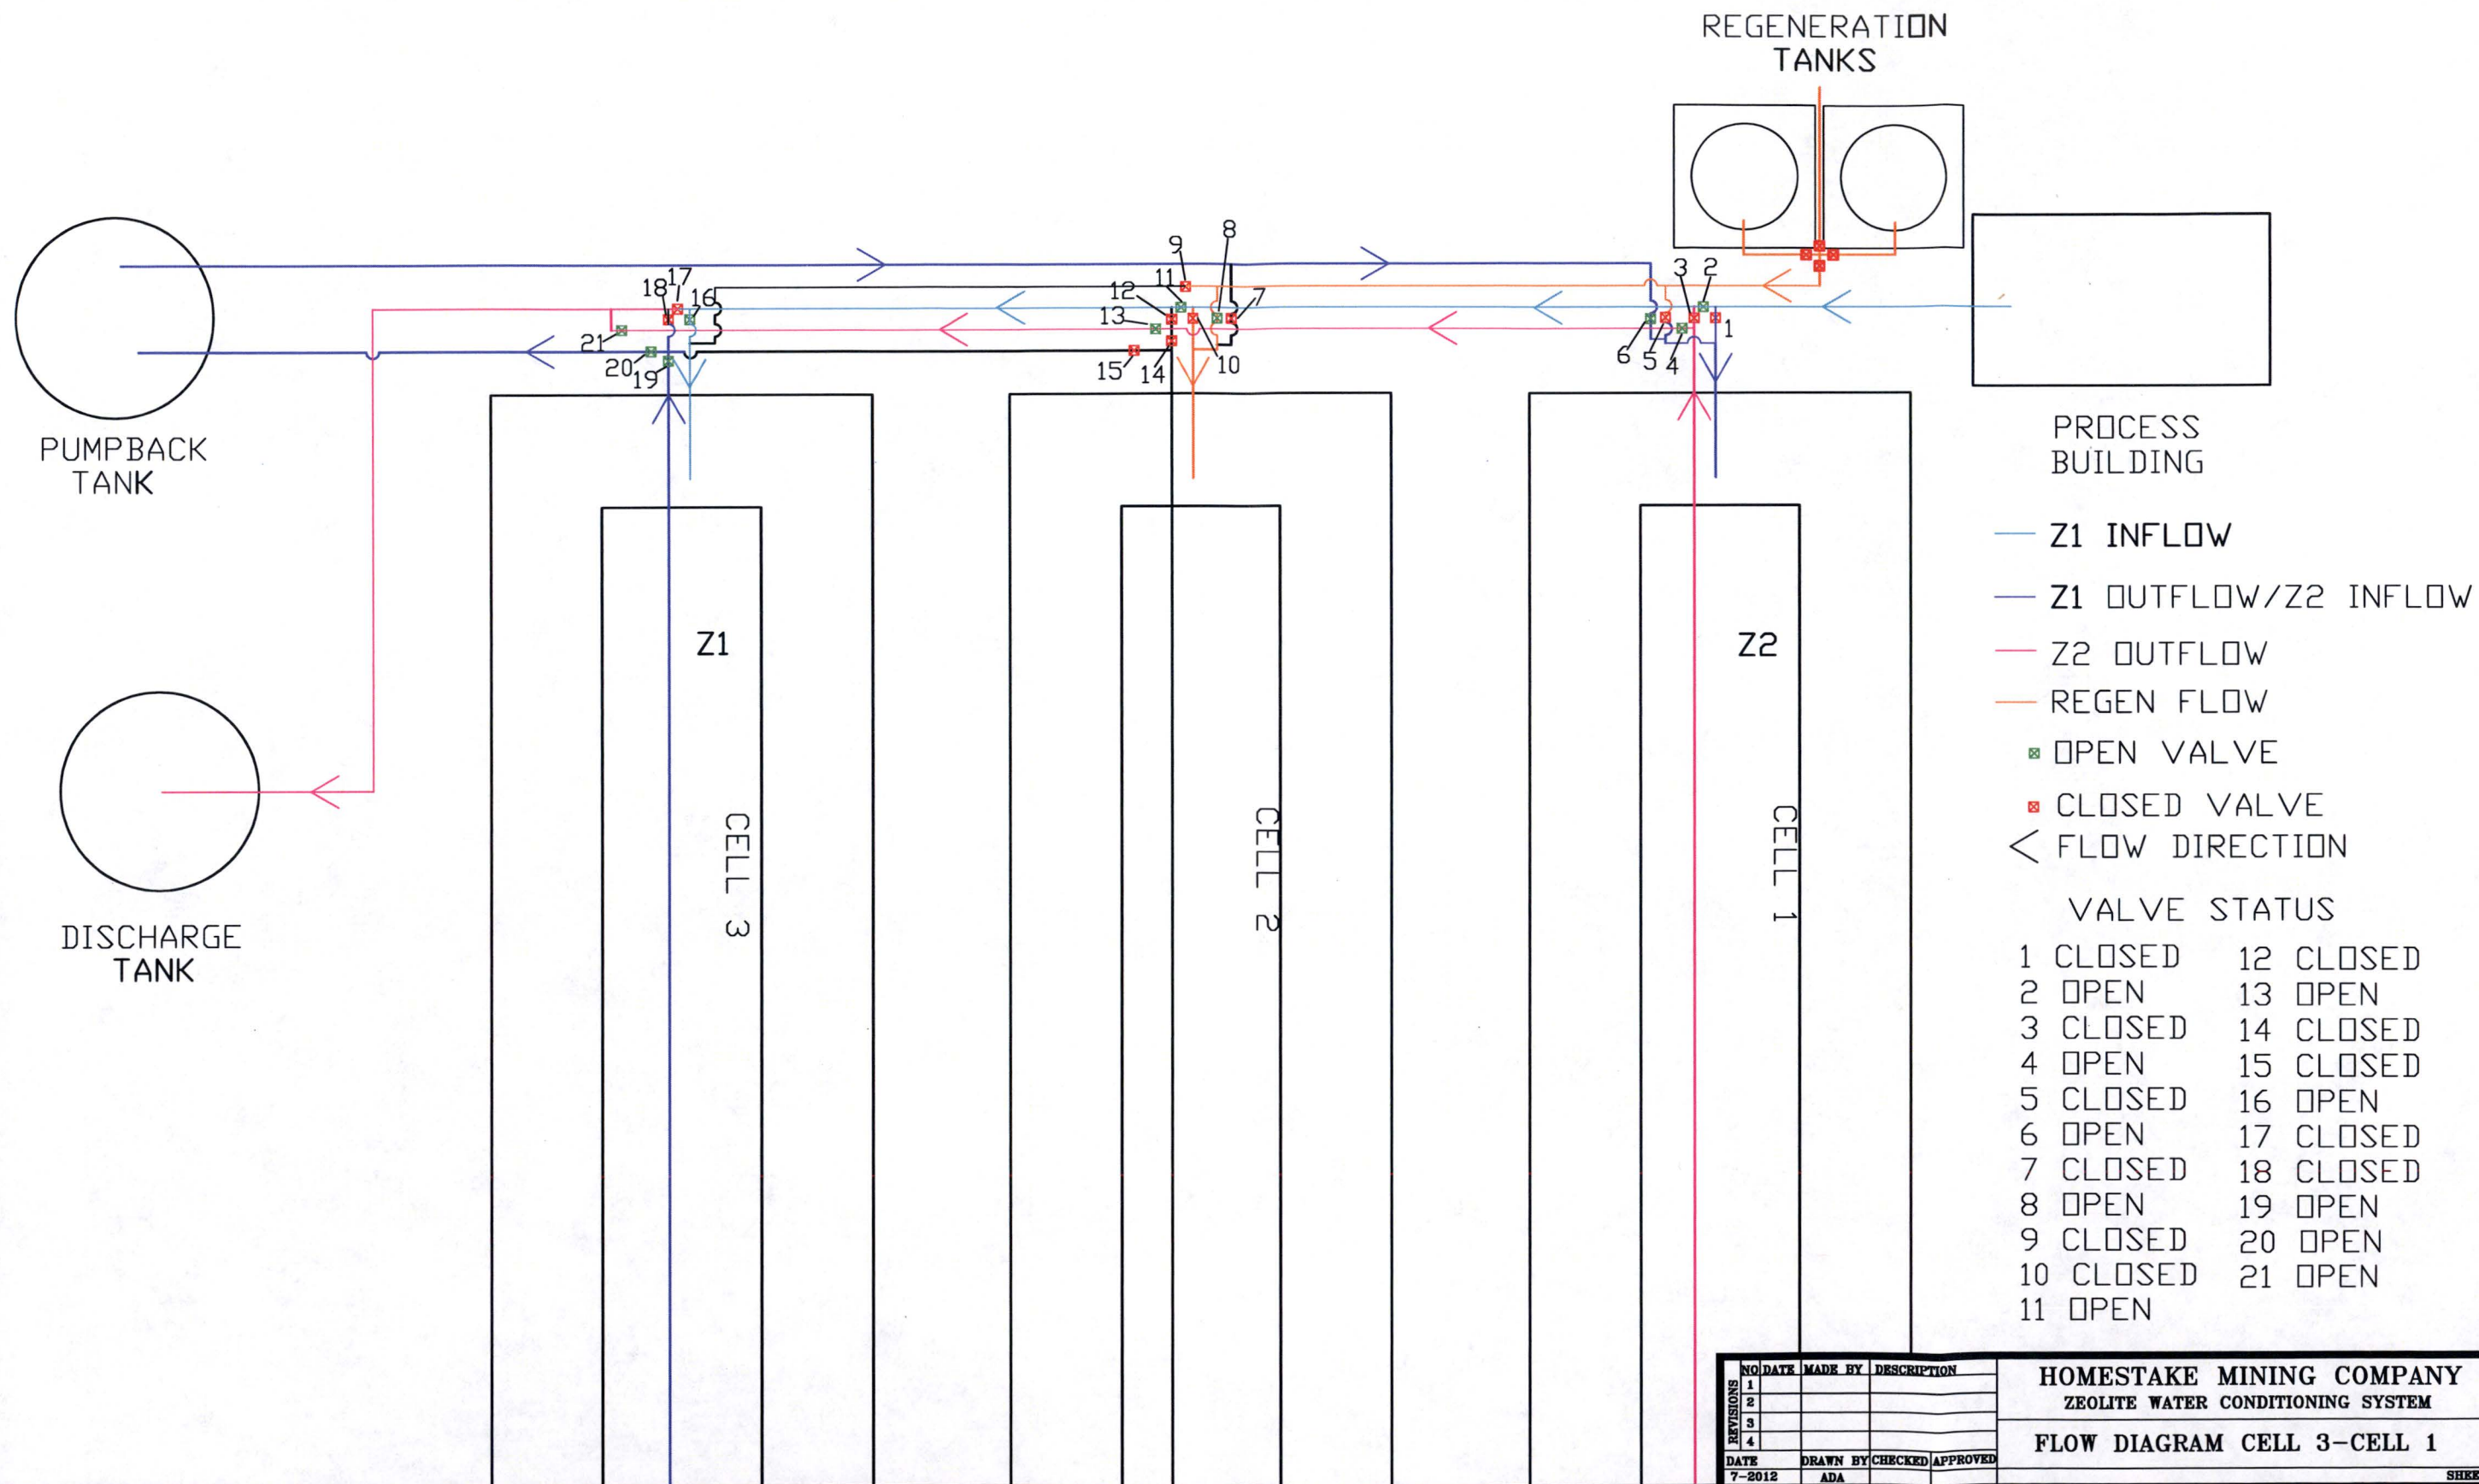 REGENERATION
TANKS
PUMPBACK
TANK
DISCHARGE
TANK
18
17
16
21
20
19
9
8
11
12
7
13
15
14
10
3
2
6
5
4
1
PROCESS
BUILDING
Z1 INFLOW
Z1 OUTFLOW/Z2 INFLOW
Z2 OUTFLOW
REGEN FLOW
OPEN VALVE
CLOSED VALVE
FLOW DIRECTION
Z1
Z2
CELL 3
CELL 2
CELL 1
VALVE STATUS
1 CLOSED
2 OPEN
3 CLOSED
4 OPEN
5 CLOSED
6 OPEN
7 CLOSED
8 OPEN
9 CLOSED
10 CLOSED
11 OPEN
12 CLOSED
13 OPEN
14 CLOSED
15 CLOSED
16 OPEN
17 CLOSED
18 CLOSED
19 OPEN
20 OPEN
21 OPEN
REVISIONS
NO DATE MADE BY DESCRIPTION
1
2
3
4
DATE DRAWN BY CHECKED APPROVED
7-2012 ADA
HOMESTAKE MINING COMPANY
ZEOLITE WATER CONDITIONING SYSTEM
FLOW DIAGRAM CELL 3-CELL 1